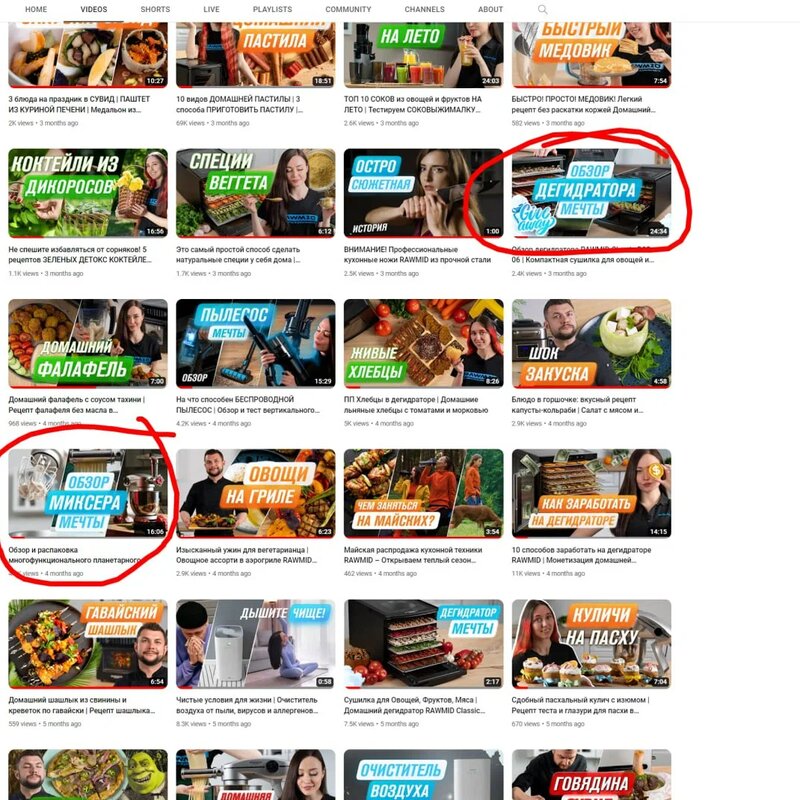 HOME VIDEOS SHORTS LIVE PLAYLISTS COMMUNITY CHANNELS ABOUT
10:27
ДОМАШНЯЯ
ПАСТИЛА
18:51
НА ЛЕТО
24:03
БЫСТРЫЙ
МЕДОВИК
7:54
3 блюда на праздник в СУВИД | ПАШТЕТ
ИЗ КУРИНОЙ ПЕЧЕНИ | Медальон из...
2K views • 3 months ago
10 видов ДОМАШНЕЙ ПАСТИЛЫ | 3
способа ПРИГОТОВИТЬ ПАСТИЛУ |...
69K views • 3 months ago
ТОП 10 СОКОВ из овощей и фруктов НА
ЛЕТО | Тестируем СОКОВЫЖИМАЛКУ...
2.6K views • 3 months ago
БЫСТРО! ПРОСТО! МЕДОВИК! Легкий
рецепт без раскатки коржей Домашний...
582 views • 3 months ago
КОКТЕЙЛИ ИЗ
ДИКОРОСОВ
16:56
СПЕЦИИ
ВЕГГЕТА
6:12
ОСТРО
СЮЖЕТНАЯ
ИСТОРИЯ
1:00
ОБЗОР
ДЕГИДРАТОРА
МЕЧТЫ
Give
away
24:34
Не спешите избавляться от сорняков! 5
рецептов ЗЕЛЕНЫХ ДЕТОКС КОКТЕЙЛЕ...
1.1K views • 3 months ago
Это самый простой способ сделать
натуральные специи у себя дома |...
1.7K views • 3 months ago
ВНИМАНИЕ! Профессиональные
кухонные ножи RAWMID из прочной стали
Обзор дегидратора RAWMID
06 | Компактная сушилка для овощей и...
2.4K views • 3 months ago
ДОМАШНИЙ
ФАЛАФЕЛЬ
7:00
ПЫЛЕСОС
МЕЧТЫ
ОБЗОР
15:29
ЖИВЫЕ
ХЛЕБЦЫ
8:26
ШОК
ЗАКУСКА
4:58
Домашний фалафель с соусом тахини |
Рецепт фалафеля без масла в...
968 views • 4 months ago
На что способен БЕСПРОВОДНОЙ
ПЫЛЕСОС | Обзор и тест вертикального...
4.2K views • 4 months ago
ПП Хлебцы в дегидраторе | Домашние
льняные хлебцы с томатами и морковью
5K views • 4 months ago
Блюдо в горшочке: вкусный рецепт
капусты-кольраби | Салат с мясом и...
2.9K views • 4 months ago
ОБЗОР
МИКСЕРА
МЕЧТЫ
16:06
ОВОЩИ
НА ГРИЛЕ
6:23
ЧЕМ ЗАНЯТЬСЯ
НА МАЙСКИХ?
3:54
КАК ЗАРАБОТАТЬ
НА ДЕГИДРАТОРЕ
14:15
Обзор и распаковка
многофункционального планетарного
views • 4 months ago
Изысканный ужин для вегетарианца |
Овощное ассорти в аэрогриле RAWMID...
2.9K views • 4 months ago
Майская распродажа кухонной техники
RAWMID – Открываем теплый сезон...
462 views • 4 months ago
10 способов заработать на дегидраторе
RAWMID | Монетизация домашней...
11K views • 4 months ago
ГАВАЙСКИЙ
ШАШЛЫК
6:54
ДЫШИТЕ ЧИЩЕ!
0:58
ДЕГИДРАТОР
МЕЧТЫ
2:17
КУЛИЧИ
НА ПАСХУ
7:04
Домашний шашлык из свинины и
креветок по гавайски | Рецепт шашлыка...
559 views • 5 months ago
Чистые условия для жизни | Очиститель
воздуха от пыли, вирусов и аллергенов...
8.3K views • 5 months ago
Сушилка для Овощей, Фруктов, Мяса |
Домашний дегидратор RAWMID Classic...
7.5K views • 5 months ago
Сдобный пасхальный кулич с изюмом |
Рецепт теста и глазури для пасхи в...
670 views • 5 months ago
ДОМАШНЯЯ
ОЧИСТИТЕЛЬ
ВОЗДУХА
ГОВЯДИНА